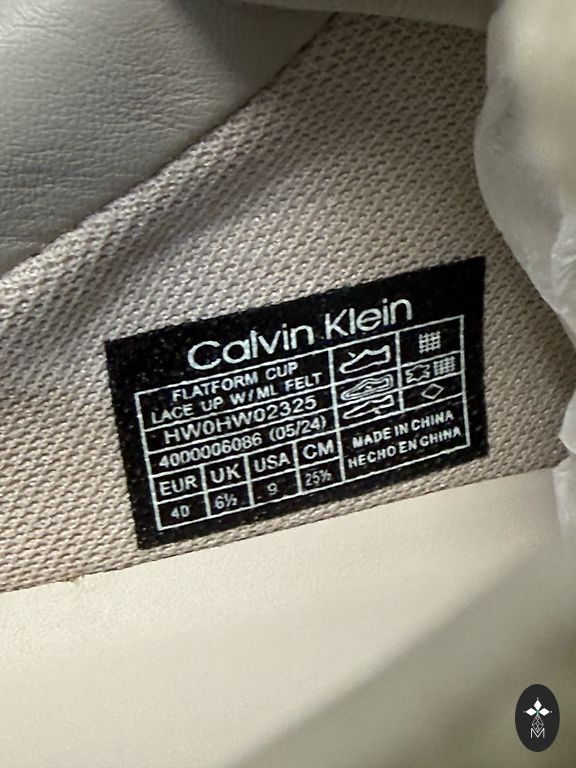 Calvin Klein
FLATFORM CUP
LACE UP W/ML FELT
HW0HW02325
4000006086 (05/24)
EUR UK USA CM
40 6½ 9 25½
MADE IN CHINA
HECHO EN CHINA
M